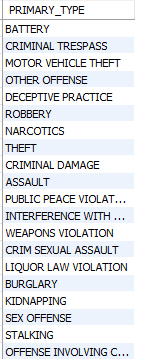 PRIMARY_TYPE
BATTERY
CRIMINAL TRESPASS
MOTOR VEHICLE THEFT
OTHER OFFENSE
DECEPTIVE PRACTICE
ROBBERY
NARCOTICS
THEFT
CRIMINAL DAMAGE
ASSAULT
PUBLIC PEACE VIOLAT...
INTERFERENCE WITH ...
WEAPONS VIOLATION
CRIM SEXUAL ASSAULT
LIQUOR LAW VIOLATION
BURGLARY
KIDNAPPING
SEX OFFENSE
STALKING
OFFENSE INVOLVING C...